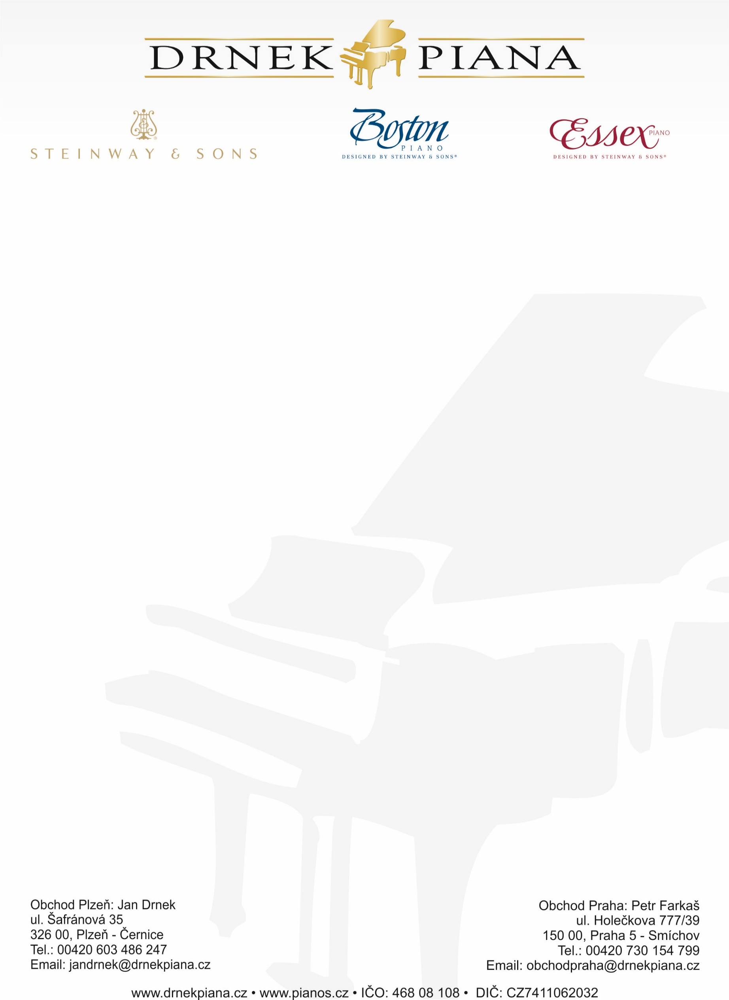 DRNEK PIANA
STEINWAY & SONS
Boston
PIANO
DESIGNED BY STEINWAY & SONS®
Essex PIANO
DESIGNED BY STEINWAY & SONS®
Obchod Plzeň: Jan Drnek
ul. Šafránová 35
326 00, Plzeň - Černice
Tel.: 00420 603 486 247
Email: jandrnek@drnekpiana.cz
Obchod Praha: Petr Farkaš
ul. Holečkova 777/39
150 00, Praha 5 - Smíchov
Tel.: 00420 730 154 799
Email: obchodpraha@drnekpiana.cz
www.drnekpiana.cz • www.pianos.cz • IČO: 468 08 108 • DIČ: CZ7411062032